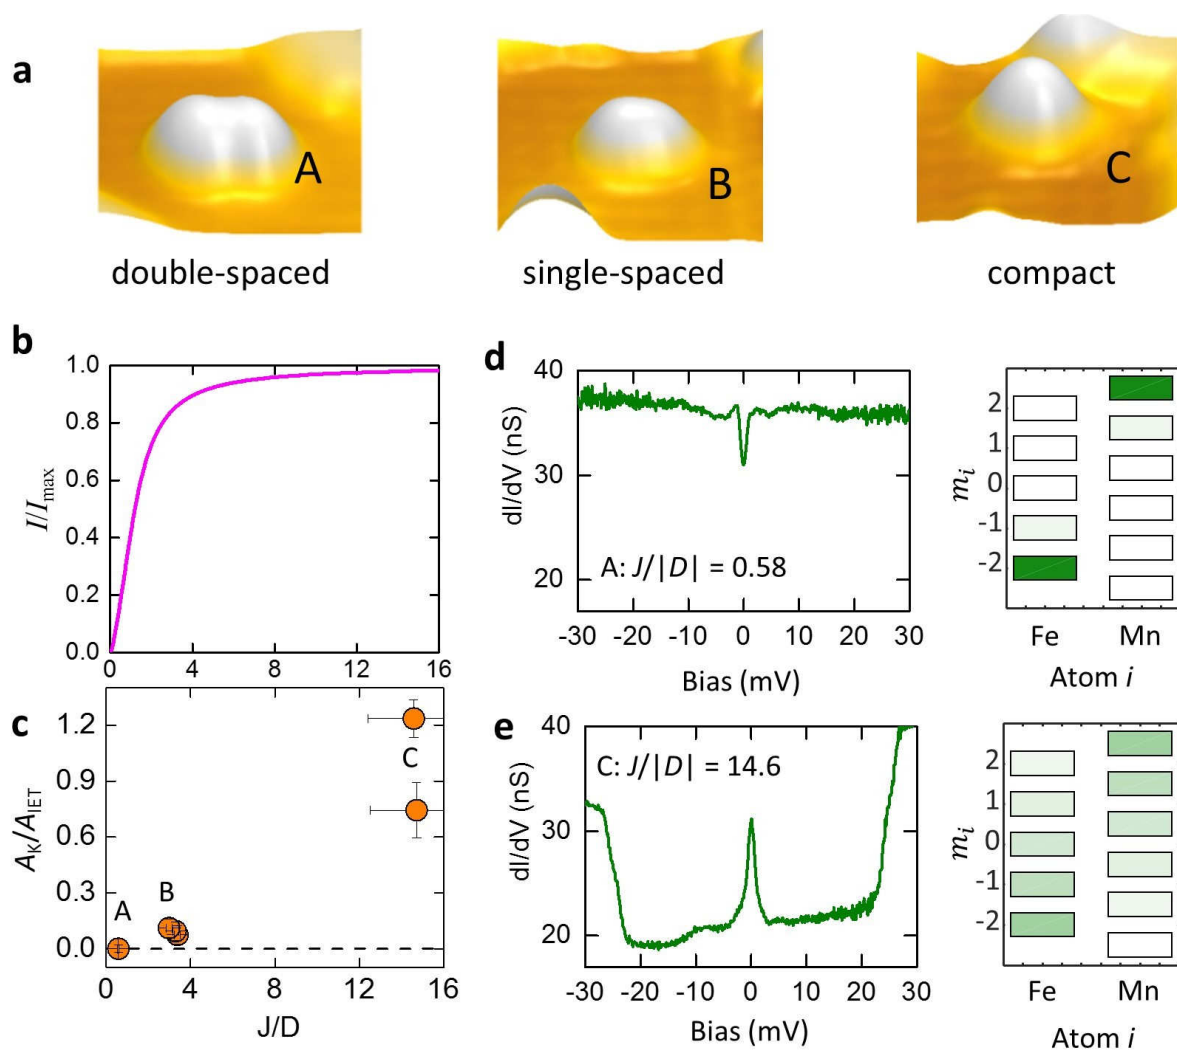 a
A
B
C
double-spaced
single-spaced
compact
b
1.0
0.8
0.6
0.4
0.2
0.0
I/I_max
0
4
8
12
16
c
1.2
0.9
0.6
0.3
0.0
A_K/A_IET
A
B
C
0
4
8
12
16
J/D
d
40
30
20
dI/dV (nS)
A: J/|D| = 0.58
-30
-20
-10
0
10
20
30
Bias (mV)
2
1
0
-1
-2
m_i
Fe
Mn
Atom i
e
40
30
20
dI/dV (nS)
C: J/|D| = 14.6
-30
-20
-10
0
10
20
30
Bias (mV)
2
1
0
-1
-2
m_i
Fe
Mn
Atom i